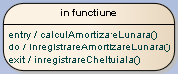 in functiune
entry / calculAmortizareLunara()
do / inregistrareAmortizareLunara()
exit / inregistrareCheltuiala()